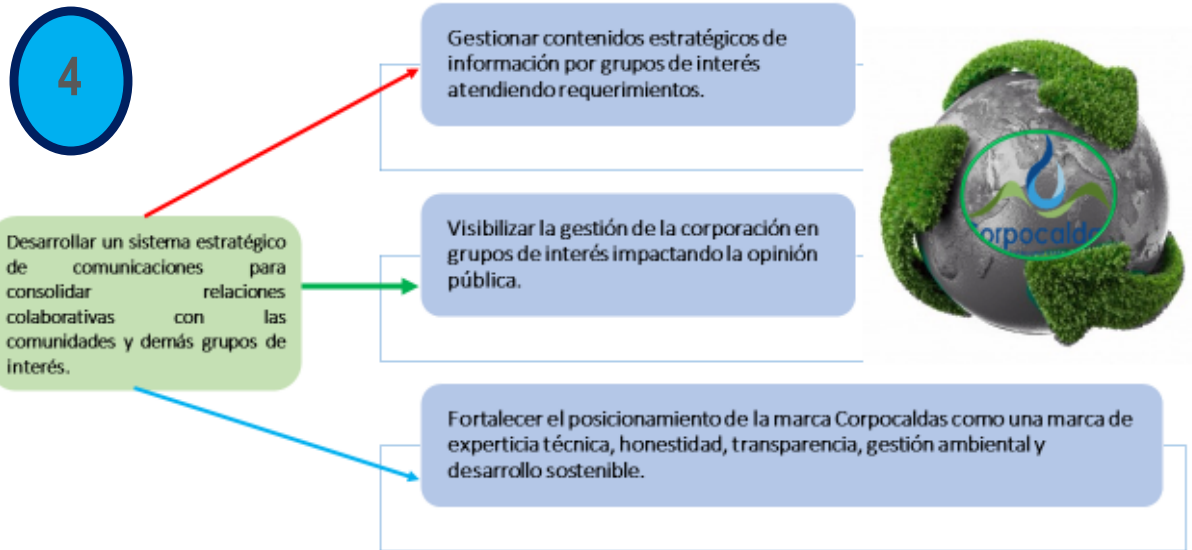 4
Gestionar contenidos estratégicos de
información por grupos de interés
atendiendo requerimientos.
Desarrollar un sistema estratégico
de comunicaciones para
consolidar relaciones
colaborativas con las
comunidades y demás grupos de
interés.
Visibilizar la gestión de la corporación en
grupos de interés impactando la opinión
pública.
Fortalecer el posicionamiento de la marca Corpocaldas como una marca de
experticia técnica, honestidad, transparencia, gestión ambiental y
desarrollo sostenible.
orpocalda